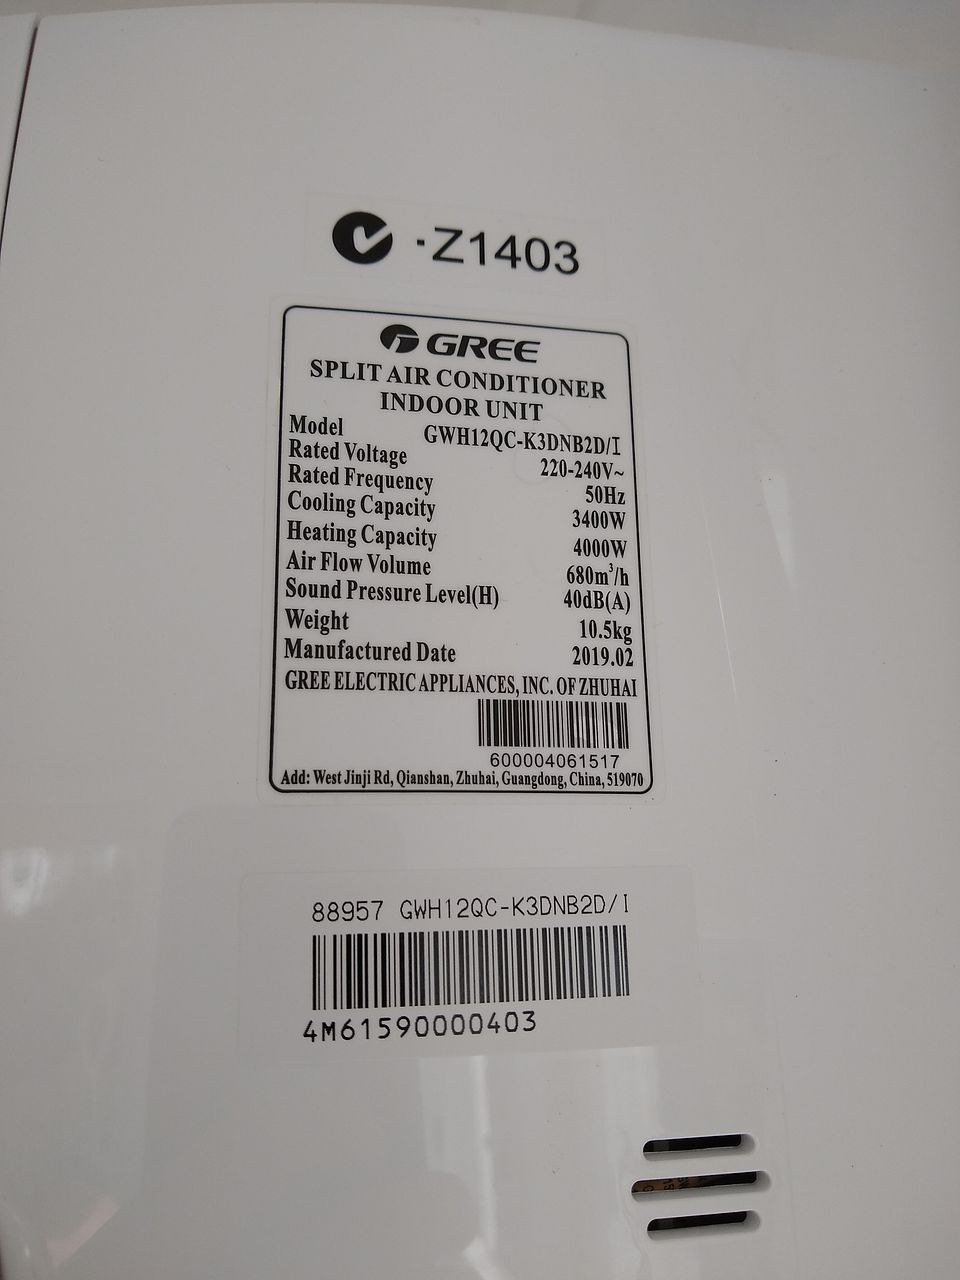 ·Z1403
GREE
SPLIT AIR CONDITIONER
INDOOR UNIT
Model GWH12QC-K3DNB2D/I
Rated Voltage 220-240V~
Rated Frequency 50Hz
Cooling Capacity 3400W
Heating Capacity 4000W
Air Flow Volume 680m³/h
Sound Pressure Level(H) 40dB(A)
Weight 10.5kg
Manufactured Date 2019.02
GREE ELECTRIC APPLIANCES, INC. OF ZHUHAI
600004061517
Add: West Jinji Rd, Qianshan, Zhuhai, Guangdong, China, 519070
88957 GWH12QC-K3DNB2D/I
4M61590000403